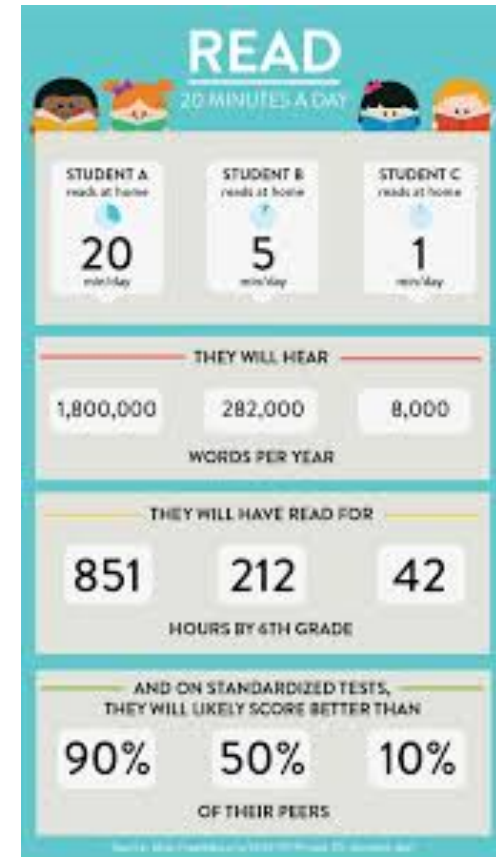 READ
20 MINUTES A DAY
STUDENT A
reads at home
20
min/day
STUDENT B
reads at home
5
min/day
STUDENT C
reads at home
1
min/day
THEY WILL HEAR
1,800,000 282,000 8,000
WORDS PER YEAR
THEY WILL HAVE READ FOR
851 212 42
HOURS BY 6TH GRADE
AND ON STANDARDIZED TESTS,
THEY WILL LIKELY SCORE BETTER THAN
90% 50% 10%
OF THEIR PEERS